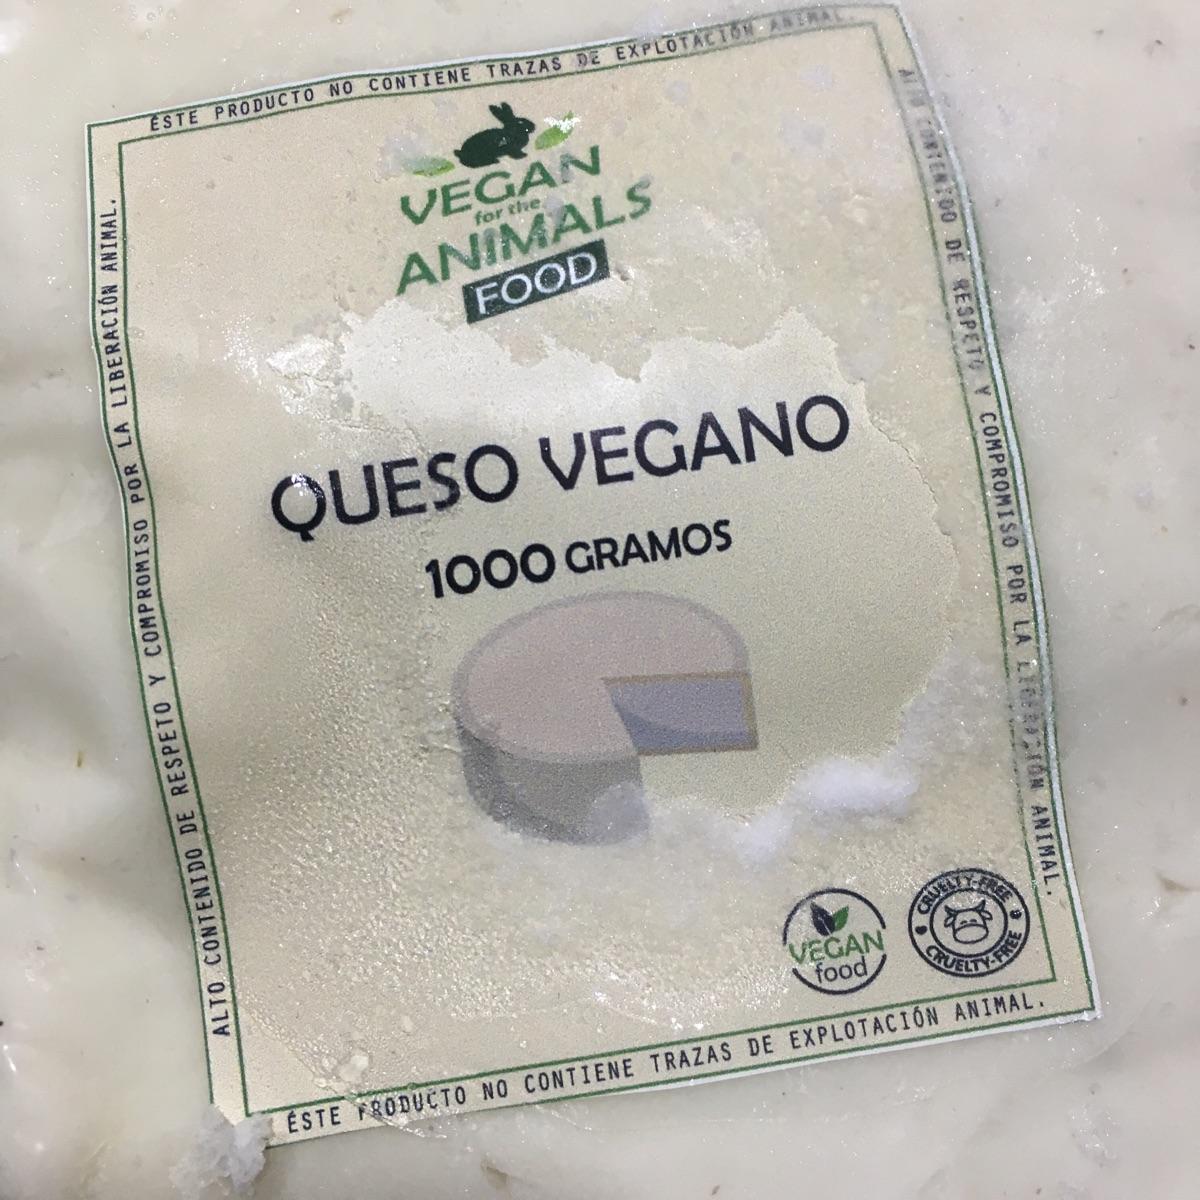 ÉSTE PRODUCTO NO CONTIENE TRAZAS DE EXPLOTACIÓN ANIMAL.
VEGAN
for the
ANIMALS
FOOD
QUESO VEGANO
1000 GRAMOS
ALTO CONTENIDO DE RESPETO Y COMPROMISO POR LA LIBERACIÓN ANIMAL.
ALTO CONTENIDO DE RESPETO Y COMPROMISO POR LA LIBERACIÓN ANIMAL.
VEGAN
food
CRUELTY-FREE
CRUELTY-FREE
ÉSTE PRODUCTO NO CONTIENE TRAZAS DE EXPLOTACIÓN ANIMAL.